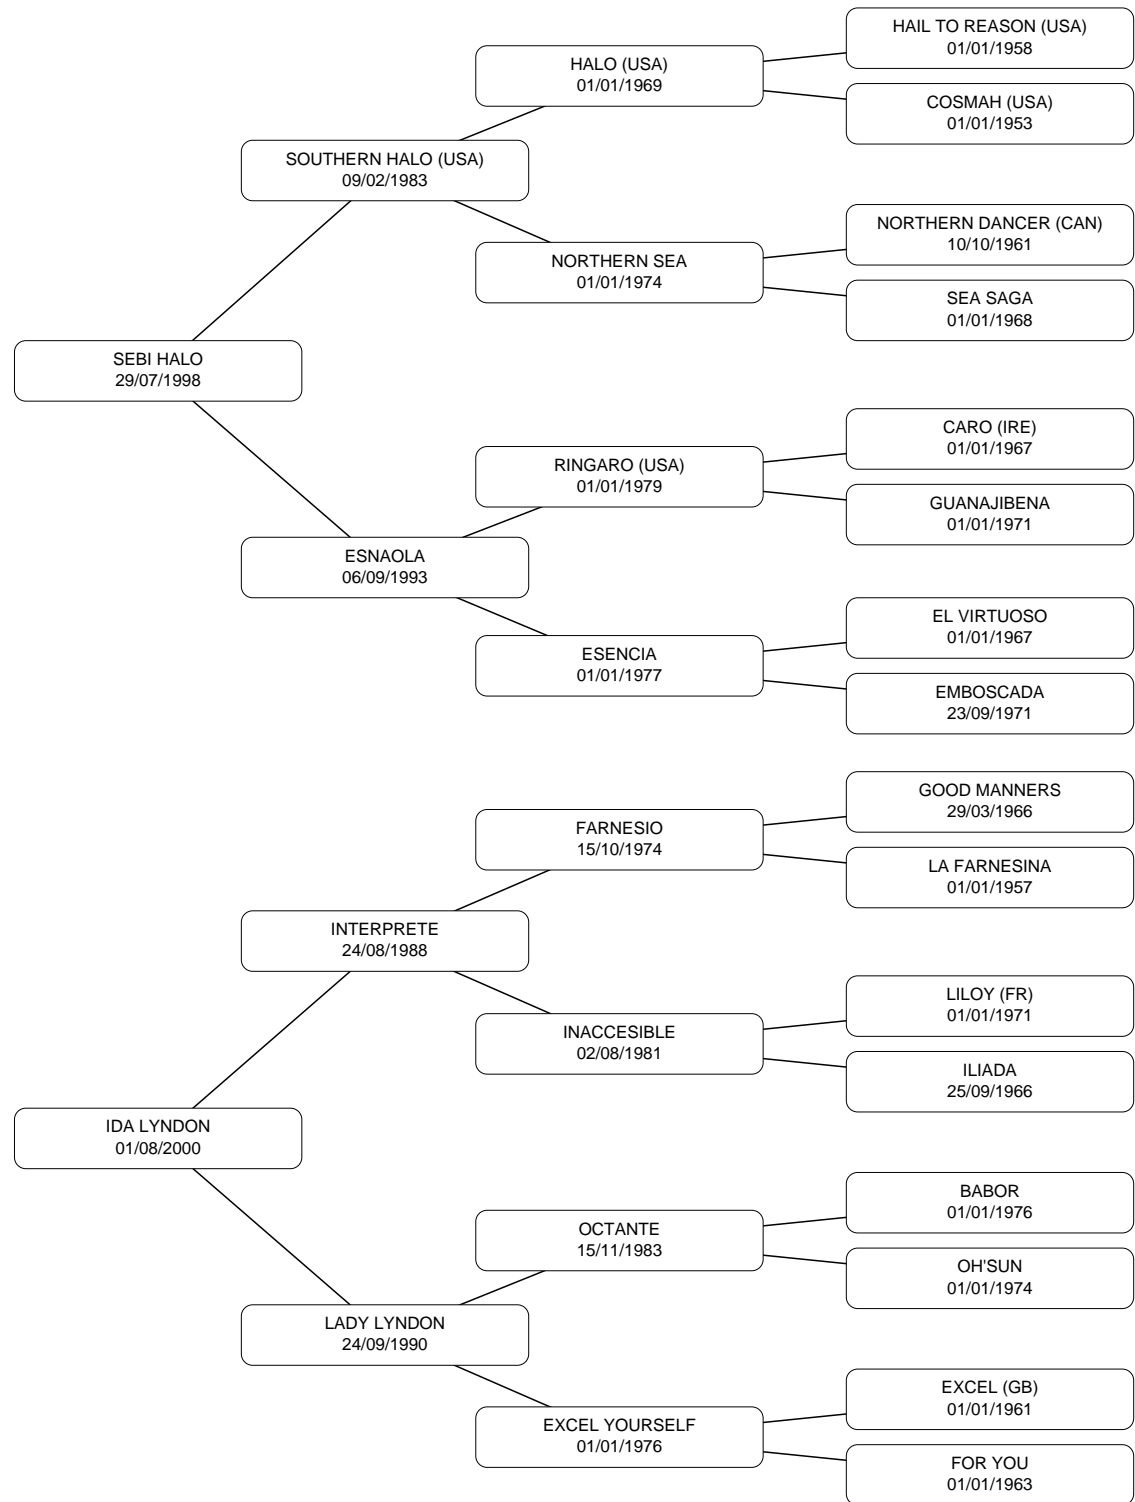 HAIL TO REASON (USA)
01/01/1958
HALO (USA)
01/01/1969
COSMAH (USA)
01/01/1953
SOUTHERN HALO (USA)
09/02/1983
NORTHERN DANCER (CAN)
10/10/1961
NORTHERN SEA
01/01/1974
SEA SAGA
01/01/1968
SEBI HALO
29/07/1998
CARO (IRE)
01/01/1967
RINGARO (USA)
01/01/1979
GUANAJIBENA
01/01/1971
ESNAOLA
06/09/1993
EL VIRTUOSO
01/01/1967
ESENCIA
01/01/1977
EMBOSCADA
23/09/1971
GOOD MANNERS
29/03/1966
FARNESIO
15/10/1974
LA FARNESINA
01/01/1957
INTERPRETE
24/08/1988
LILOY (FR)
01/01/1971
INACCESIBLE
02/08/1981
ILIADA
25/09/1966
IDA LYNDON
01/08/2000
BABOR
01/01/1976
OCTANTE
15/11/1983
OH'SUN
01/01/1974
LADY LYNDON
24/09/1990
EXCEL (GB)
01/01/1961
EXCEL YOURSELF
01/01/1976
FOR YOU
01/01/1963